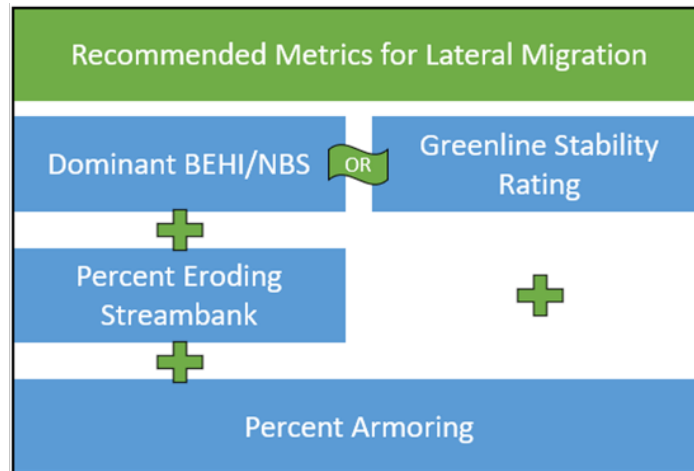 Recommended Metrics for Lateral Migration
Dominant BEHI/NBS
OR
Greenline Stability
Rating
Percent Eroding
Streambank
Percent Armoring